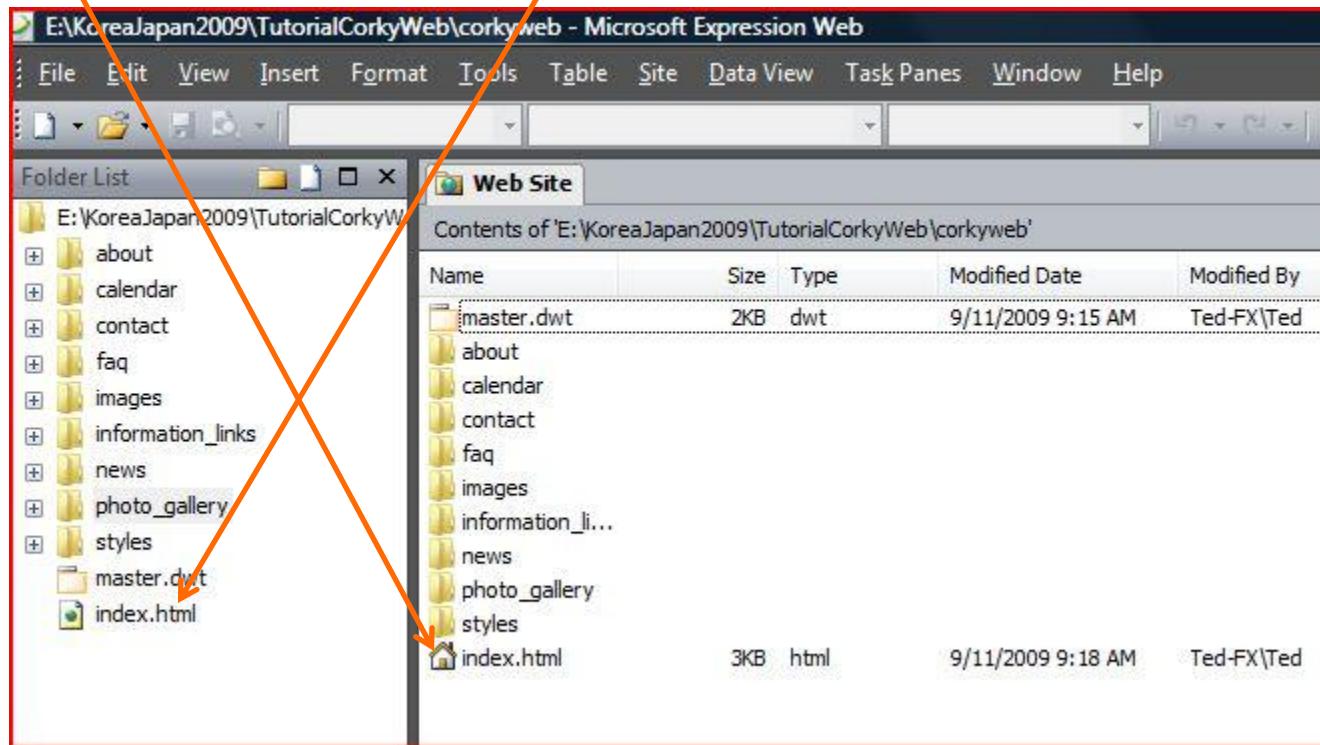 E:\KoreaJapan2009\TutorialCorkyWeb\corkyweb - Microsoft Expression Web
File Edit View Insert Format Tools Table Site Data View Task Panes Window Help
Folder List
E:\KoreaJapan2009\TutorialCorkyW
about
calendar
contact
faq
images
information_links
news
photo_gallery
styles
master.dwt
index.html
Web Site
Contents of 'E:\KoreaJapan2009\TutorialCorkyWeb\corkyweb'
Name Size Type Modified Date Modified By
master.dwt 2KB dwt 9/11/2009 9:15 AM Ted-FX\Ted
about
calendar
contact
faq
images
information_li...
news
photo_gallery
styles
index.html 3KB html 9/11/2009 9:18 AM Ted-FX\Ted